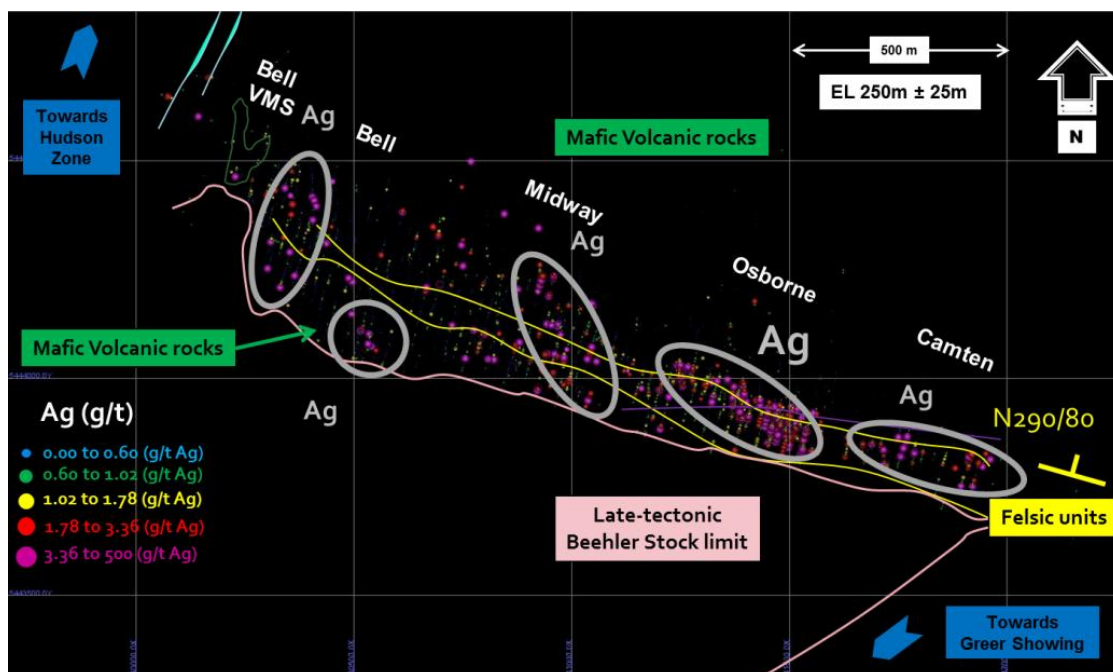 Towards
Hudson
Zone
Bell
VMS
Ag
Bell
Mafic Volcanic rocks
500 m
EL 250m ± 25m
N
Midway
Ag
Osborne
Ag
Camten
Ag
Mafic Volcanic rocks
Ag
N290/80
Ag (g/t)
0.00 to 0.60 (g/t Ag)
0.60 to 1.02 (g/t Ag)
1.02 to 1.78 (g/t Ag)
1.78 to 3.36 (g/t Ag)
3.36 to 500 (g/t Ag)
Late-tectonic
Beehler Stock limit
Felsic units
Towards
Greer Showing